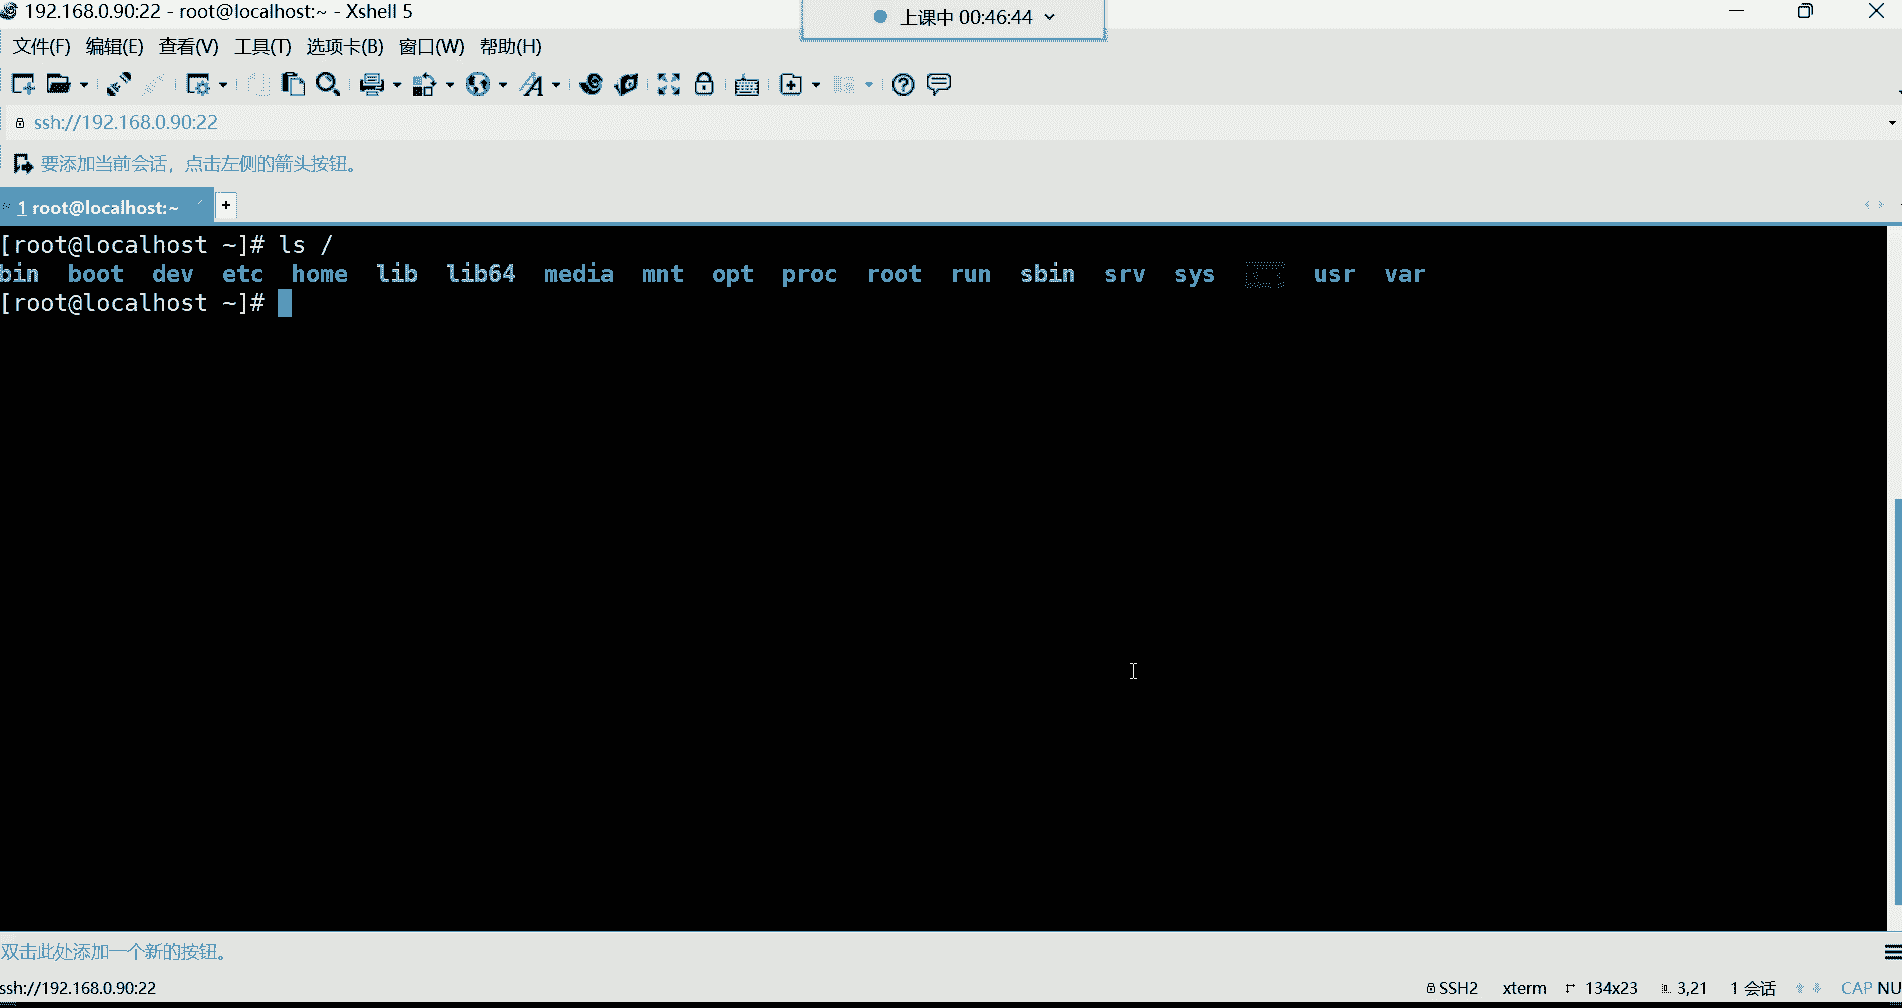 192.168.0.90:22 - root@localhost:~ - Xshell 5
上课中 00:46:44
文件(F) 编辑(E) 查看(V) 工具(T) 选项卡(B) 窗口(W) 帮助(H)
ssh://192.168.0.90:22
要添加当前会话，点击左侧的箭头按钮。
1 root@localhost:~ +
[root@localhost ~]# ls /
bin boot dev etc home lib lib64 media mnt opt proc root run sbin srv sys usr var
[root@localhost ~]#
双击此处添加一个新的按钮。
ssh://192.168.0.90:22 SSH2 xterm 134x23 3,21 1 会话 CAP NU